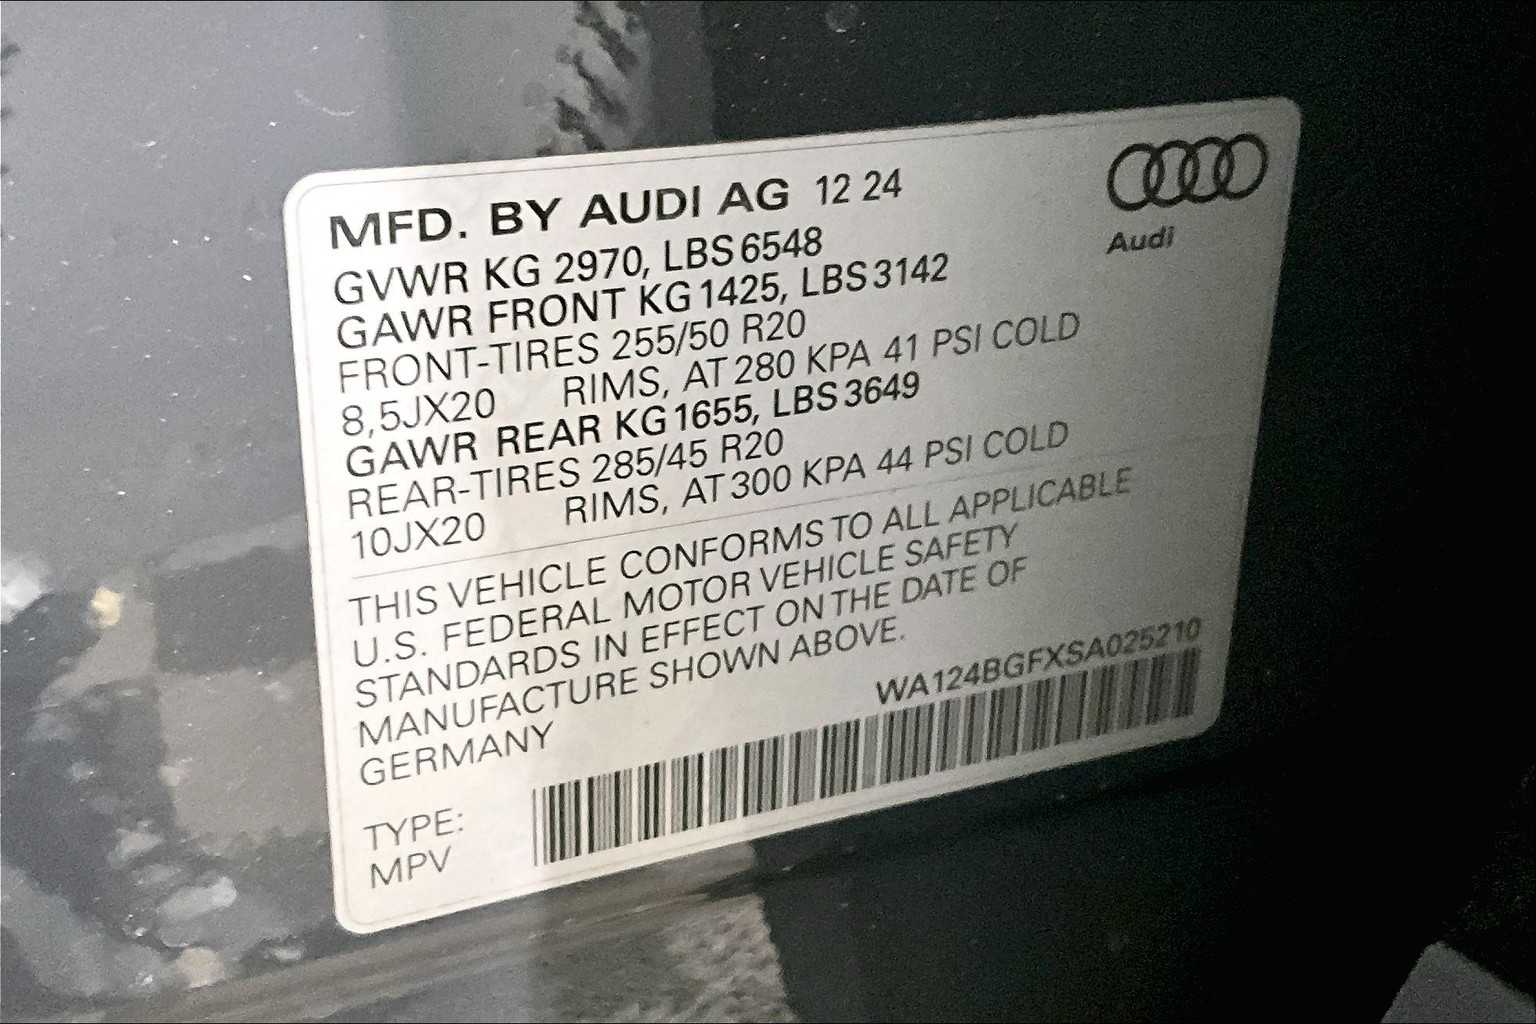 MFD. BY AUDI AG 12 24
Audi
GVWR KG 2970, LBS 6548
GAWR FRONT KG 1425, LBS 3142
FRONT-TIRES 255/50 R20
8,5JX20 RIMS, AT 280 KPA 41 PSI COLD
GAWR REAR KG 1655, LBS 3649
REAR-TIRES 285/45 R20
10JX20 RIMS, AT 300 KPA 44 PSI COLD
THIS VEHICLE CONFORMS TO ALL APPLICABLE
U.S. FEDERAL MOTOR VEHICLE SAFETY
STANDARDS IN EFFECT ON THE DATE OF
MANUFACTURE SHOWN ABOVE.
GERMANY
WA124BGFXSA025210
TYPE:
MPV